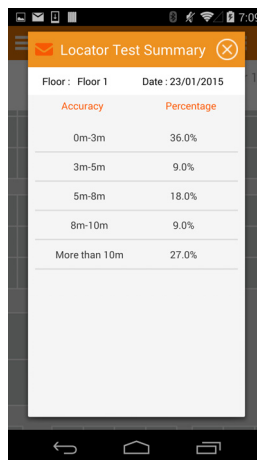 7:09
Locator Test Summary
Floor : Floor 1 Date : 23/01/2015
Accuracy Percentage
0m-3m 36.0%
3m-5m 9.0%
5m-8m 18.0%
8m-10m 9.0%
More than 10m 27.0%